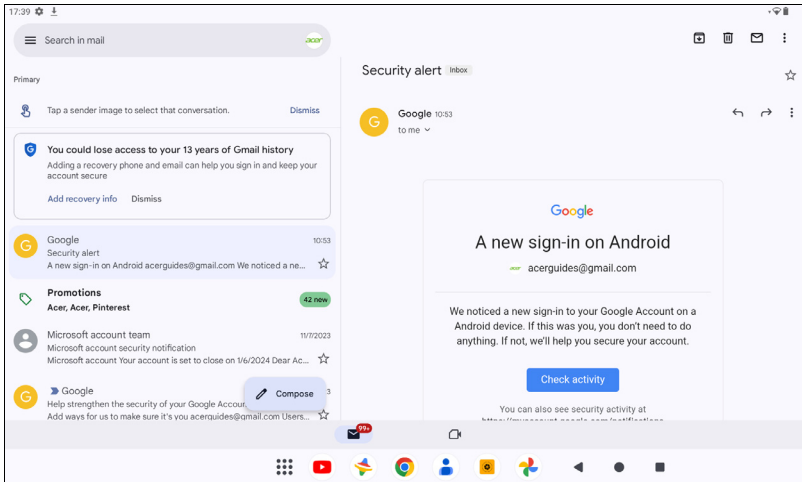 17:39
Search in mail
acer
Primary
Tap a sender image to select that conversation.
Dismiss
You could lose access to your 13 years of Gmail history
Adding a recovery phone and email can help you sign in and keep your
account secure
Add recovery info
Dismiss
G
Google
10:53
Security alert
A new sign-in on Android acerguides@gmail.com We noticed a ne...
Promotions
Acer, Acer, Pinterest
42 new
Microsoft account team
11/7/2023
Microsoft account security notification
Microsoft account Your account is set to close on 1/6/2024 Dear Ac...
G
Google
3
Help strengthen the security of your Google Accou
Add ways for us to make sure it's you acerguides@gmail.com Users...
Compose
Security alert
Inbox
G
Google 10:53
to me
Google
A new sign-in on Android
acer
acerguides@gmail.com
We noticed a new sign-in to your Google Account on a
Android device. If this was you, you don't need to do
anything. If not, we'll help you secure your account.
Check activity
You can also see security activity at
https://myaccount.google.com/notifications
99+